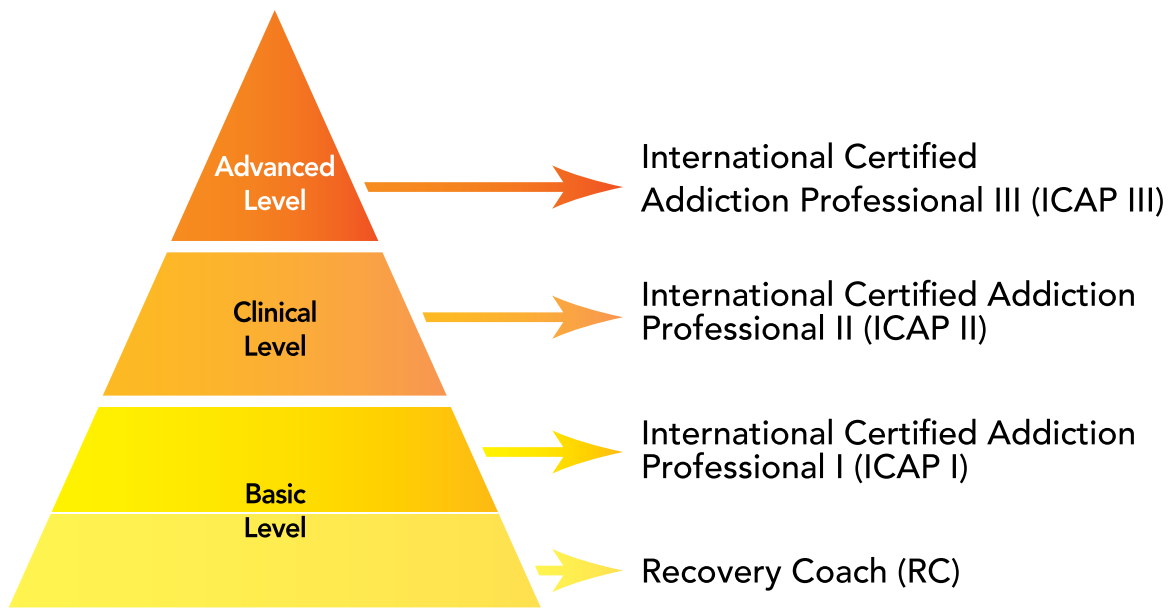 Advanced
Level
International Certified
Addiction Professional III (ICAP III)
Clinical
Level
International Certified Addiction
Professional II (ICAP II)
Basic
Level
International Certified Addiction
Professional I (ICAP I)
Recovery Coach (RC)